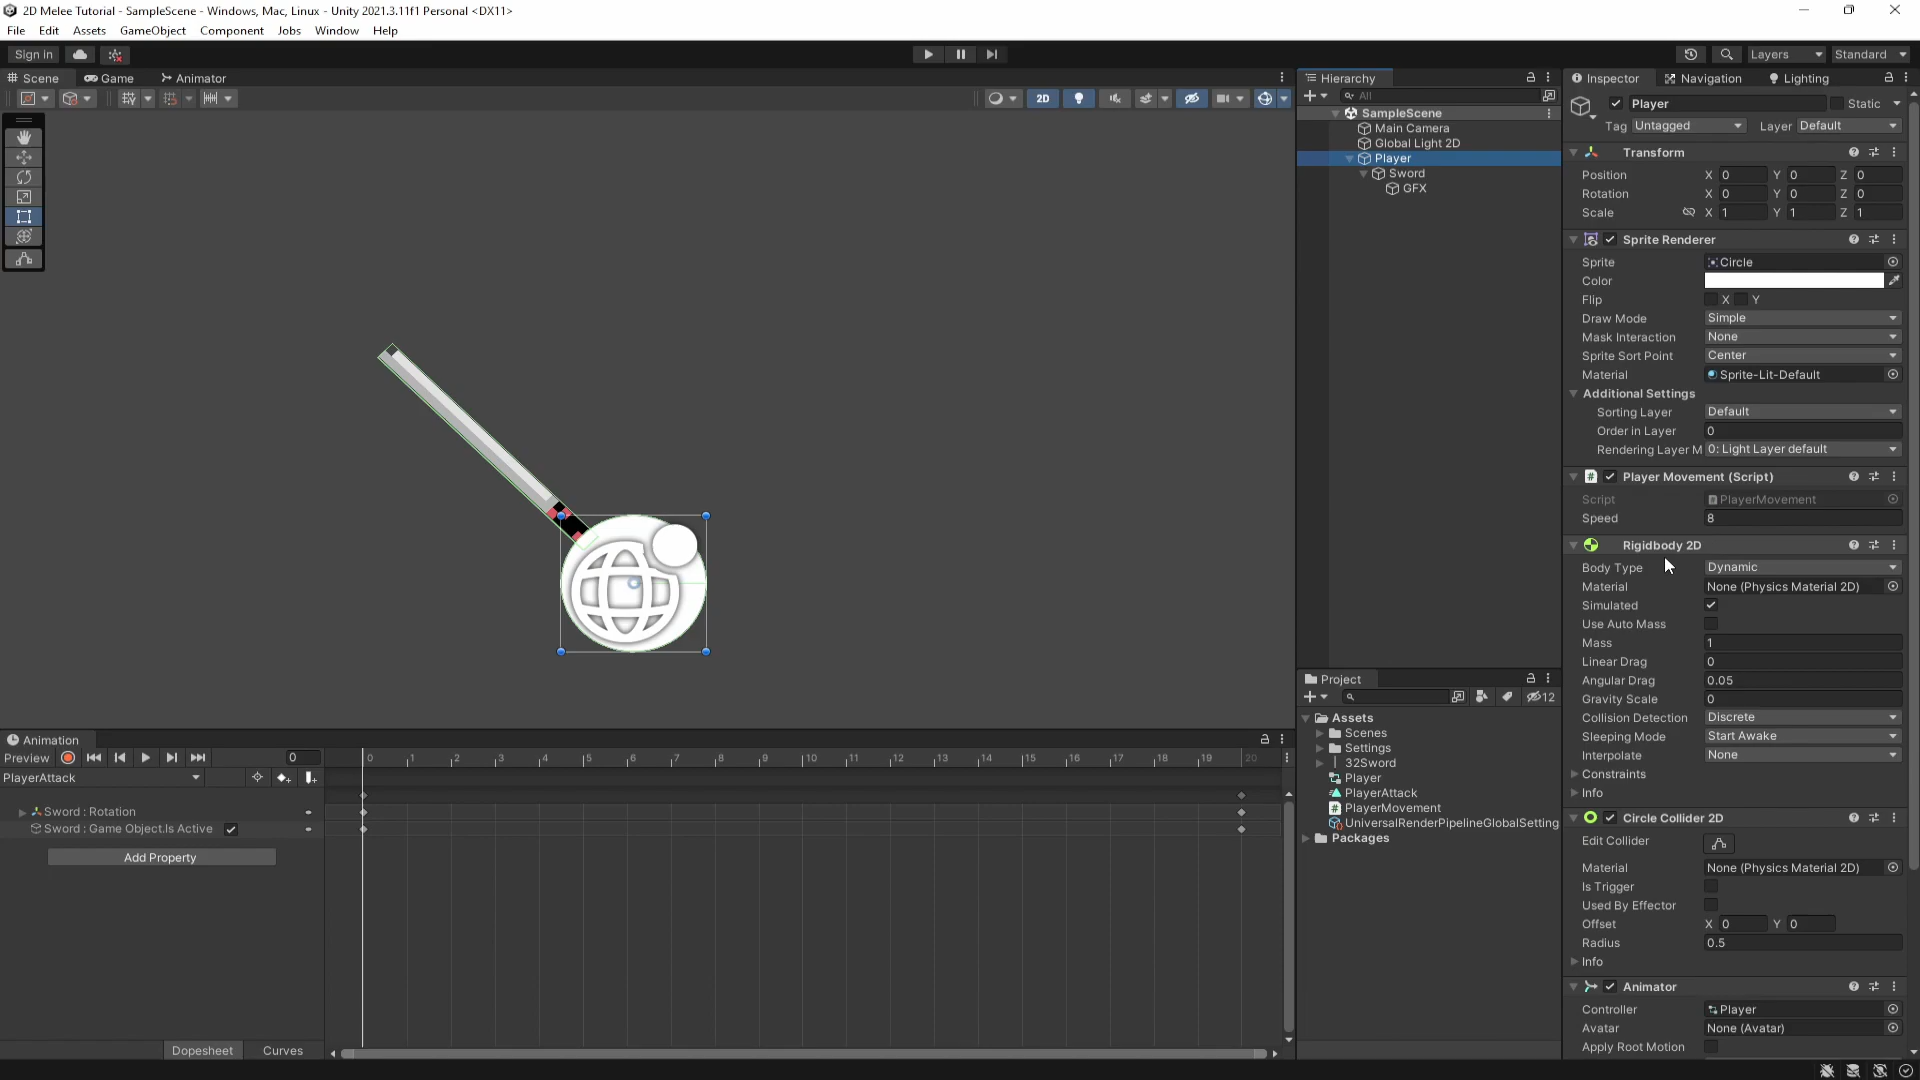 2D Melee Tutorial - SampleScene - Windows, Mac, Linux - Unity 2021.3.11f1 Personal <DX11>
File Edit Assets GameObject Component Jobs Window Help
Sign in
Layers
Standard
Scene
Game
Animator
2D
Hierarchy
All
SampleScene
Main Camera
Global Light 2D
Player
Sword
GFX
Inspector
Navigation
Lighting
Player
Static
Tag Untagged
Layer Default
Transform
Position X 0 Y 0 Z 0
Rotation X 0 Y 0 Z 0
Scale X 1 Y 1 Z 1
Sprite Renderer
Sprite Circle
Color
Flip X Y
Draw Mode Simple
Mask Interaction None
Sprite Sort Point Center
Material Sprite-Lit-Default
Additional Settings
Sorting Layer Default
Order in Layer 0
Rendering Layer M 0: Light Layer default
Player Movement (Script)
Script PlayerMovement
Speed 8
Rigidbody 2D
Body Type Dynamic
Material None (Physics Material 2D)
Simulated
Use Auto Mass
Mass 1
Linear Drag 0
Angular Drag 0.05
Gravity Scale 0
Collision Detection Discrete
Sleeping Mode Start Awake
Interpolate None
Constraints
Info
Circle Collider 2D
Edit Collider
Material None (Physics Material 2D)
Is Trigger
Used By Effector
Offset X 0 Y 0
Radius 0.5
Info
Animator
Controller Player
Avatar None (Avatar)
Apply Root Motion
Project
12
Assets
Scenes
Settings
32Sword
Player
PlayerAttack
PlayerMovement
UniversalRenderPipelineGlobalSetting
Packages
Animation
Preview 0
0 1 2 3 4 5 6 7 8 9 10 11 12 13 14 15 16 17 18 19 20
PlayerAttack
Sword : Rotation
Sword : Game Object.Is Active
Add Property
Dopesheet
Curves